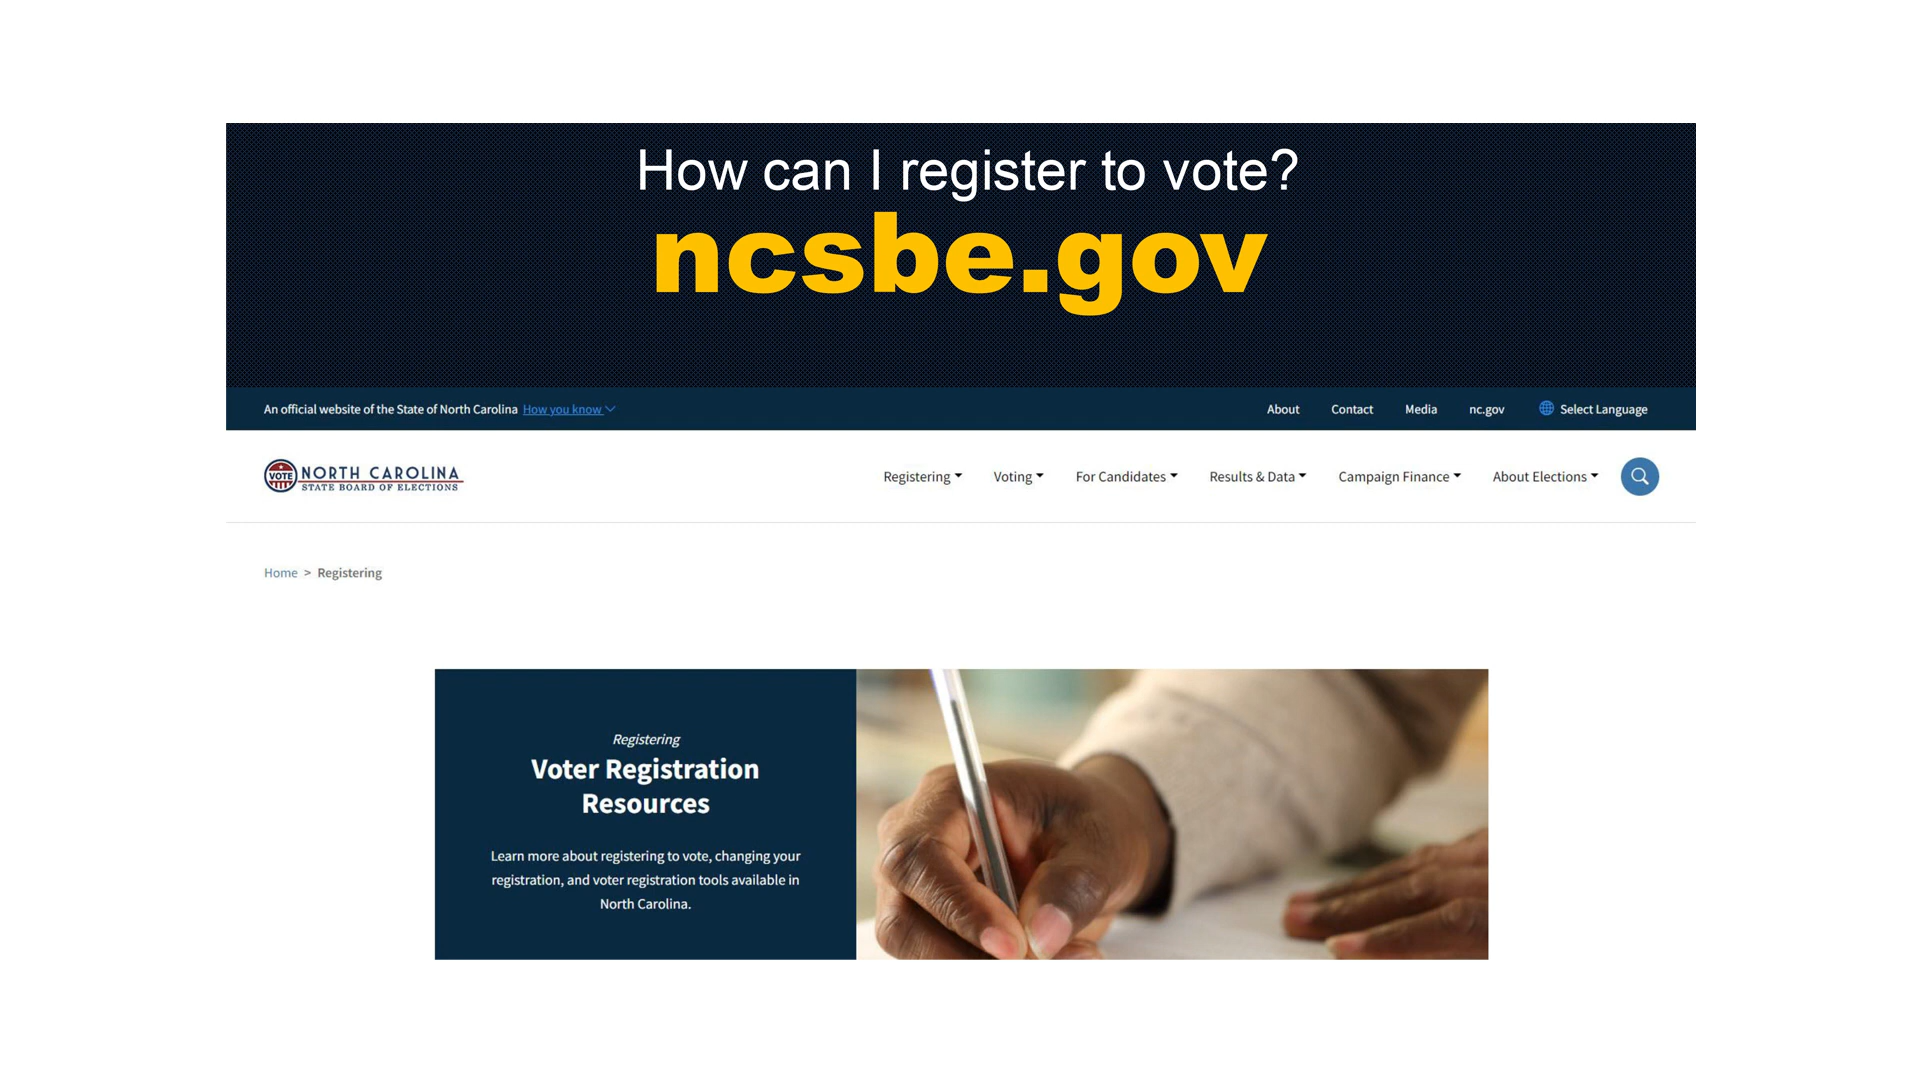 How can I register to vote?
ncsbe.gov
An official website of the State of North Carolina How you know
About Contact Media nc.gov Select Language
VOTE NORTH CAROLINA
STATE BOARD OF ELECTIONS
Registering Voting For Candidates Results & Data Campaign Finance About Elections
Home > Registering
Registering
Voter Registration
Resources
Learn more about registering to vote, changing your
registration, and voter registration tools available in
North Carolina.